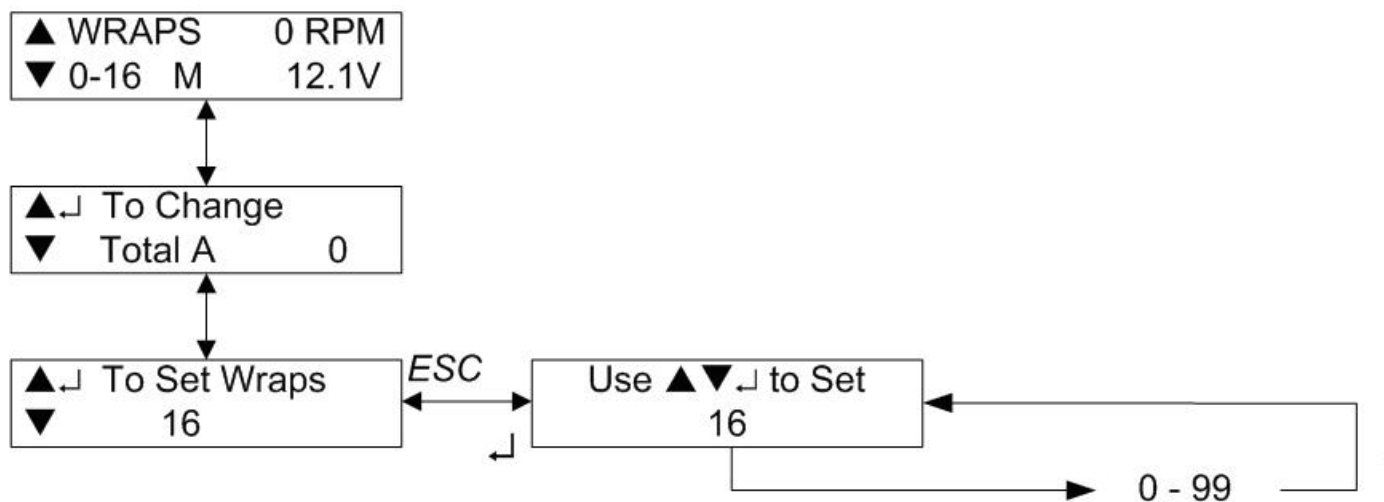 ▲ WRAPS 0 RPM
▼ 0-16 M 12.1V
▲↵ To Change
▼ Total A 0
▲↵ To Set Wraps
▼ 16
ESC
↵
Use ▲▼↵ to Set
16
0 - 99